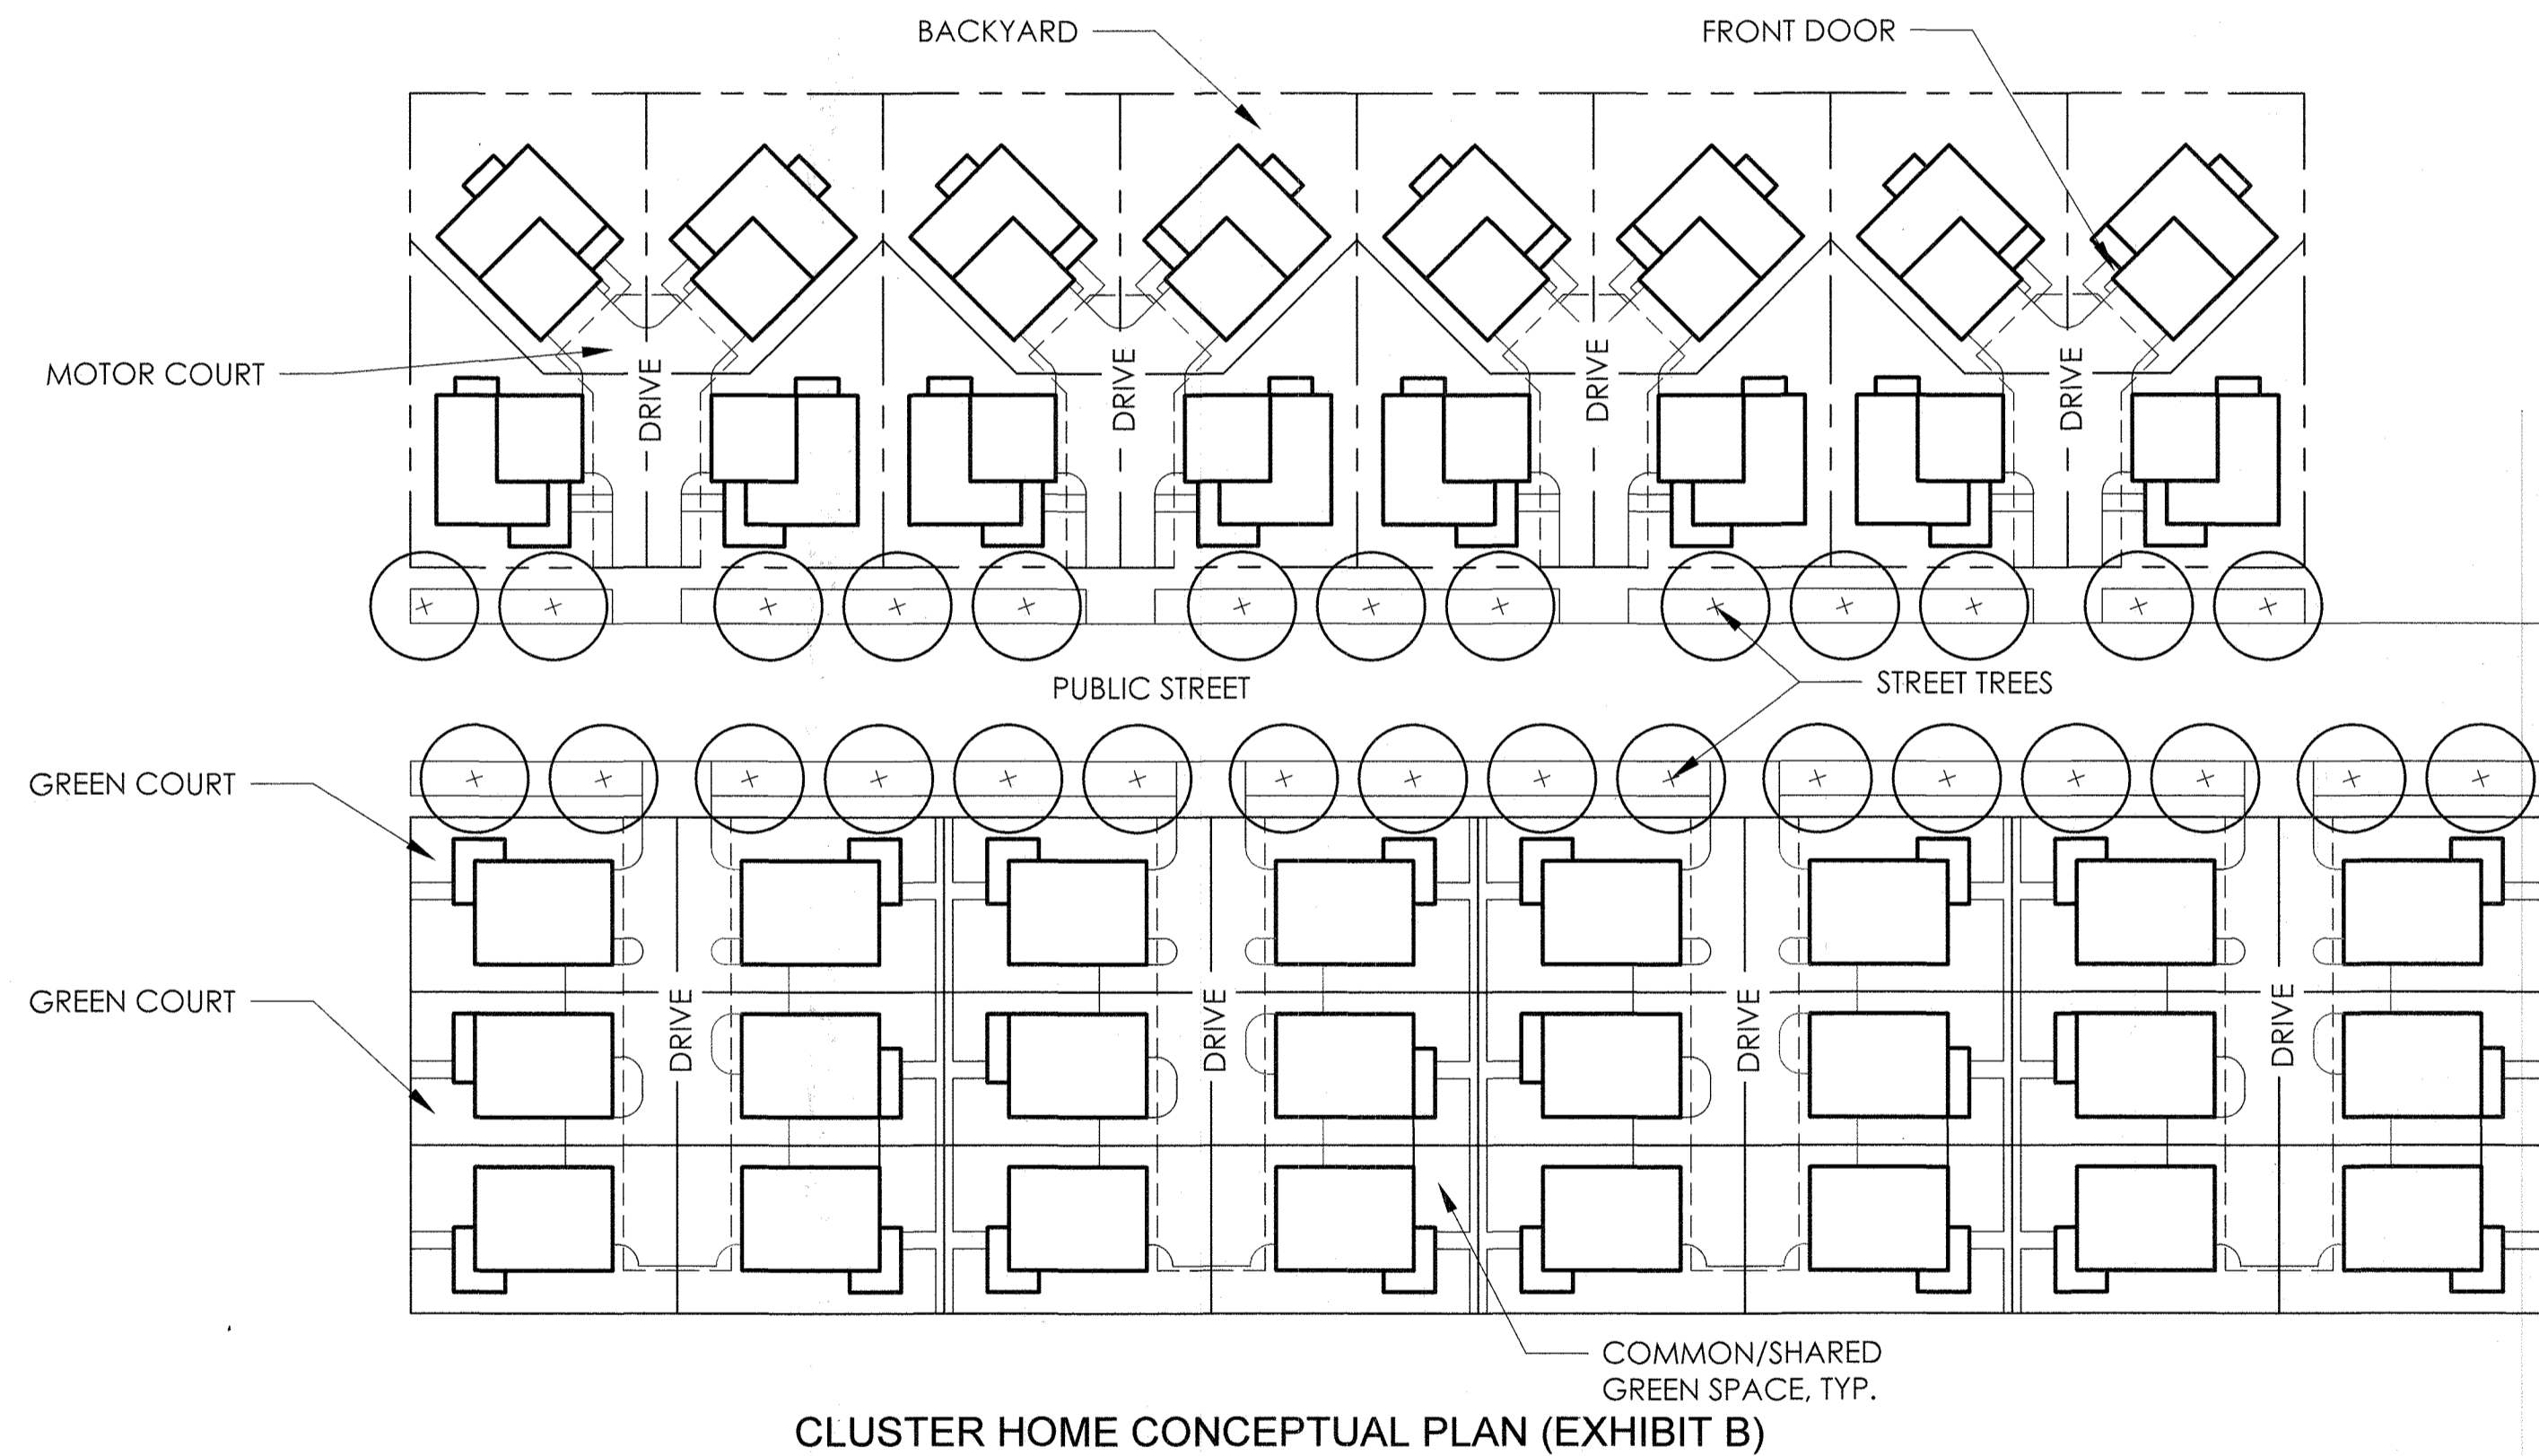 BACKYARD
FRONT DOOR
MOTOR COURT
DRIVE
DRIVE
DRIVE
DRIVE
PUBLIC STREET
STREET TREES
GREEN COURT
GREEN COURT
DRIVE
DRIVE
DRIVE
DRIVE
COMMON/SHARED
GREEN SPACE, TYP.
CLUSTER HOME CONCEPTUAL PLAN (EXHIBIT B)